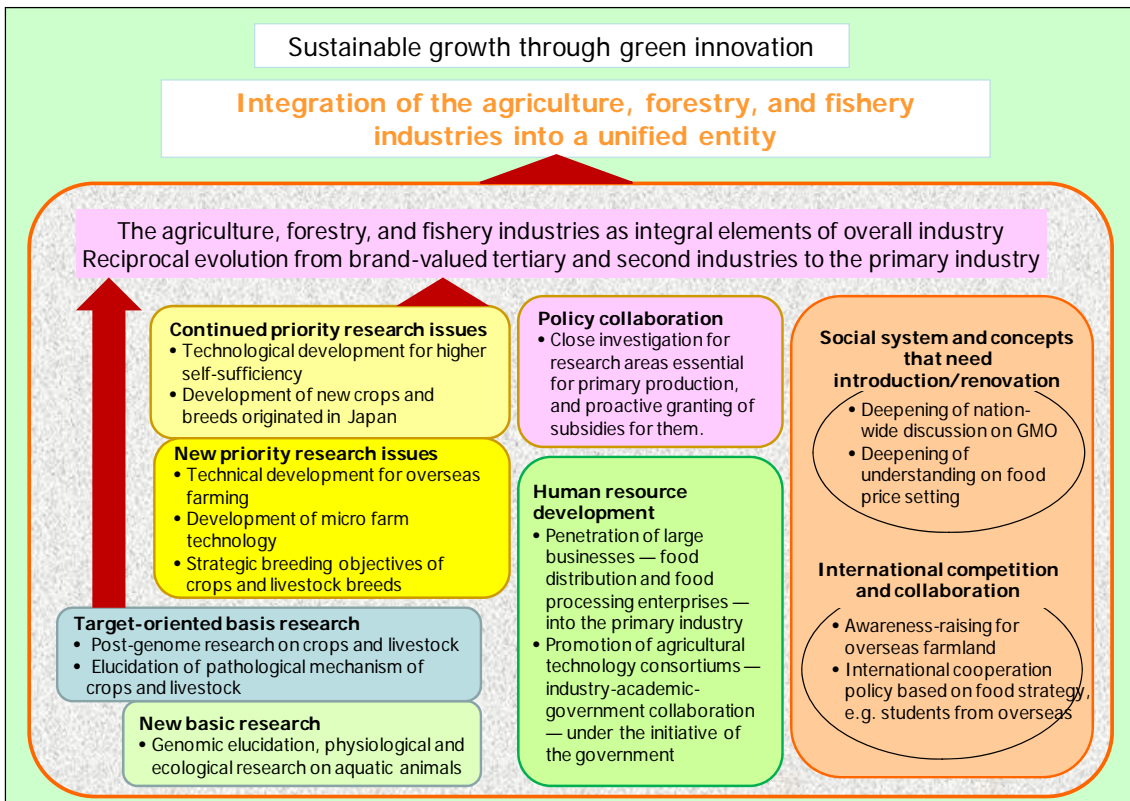 Sustainable growth through green innovation
Integration of the agriculture, forestry, and fishery
industries into a unified entity
The agriculture, forestry, and fishery industries as integral elements of overall industry
Reciprocal evolution from brand-valued tertiary and second industries to the primary industry
Continued priority research issues
• Technological development for higher
self-sufficiency
• Development of new crops and
breeds originated in Japan
New priority research issues
• Technical development for overseas
farming
• Development of micro farm
technology
• Strategic breeding objectives of
crops and livestock breeds
Target-oriented basis research
• Post-genome research on crops and livestock
• Elucidation of pathological mechanism of
crops and livestock
New basic research
• Genomic elucidation, physiological and
ecological research on aquatic animals
Policy collaboration
• Close investigation for
research areas essential
for primary production,
and proactive granting of
subsidies for them.
Human resource
development
• Penetration of large
businesses — food
distribution and food
processing enterprises —
into the primary industry
• Promotion of agricultural
technology consortiums —
industry-academic-
government collaboration
— under the initiative of
the government
Social system and concepts
that need
introduction/renovation
• Deepening of nation-
wide discussion on GMO
• Deepening of
understanding on food
price setting
International competition
and collaboration
• Awareness-raising for
overseas farmland
• International cooperation
policy based on food strategy,
e.g. students from overseas